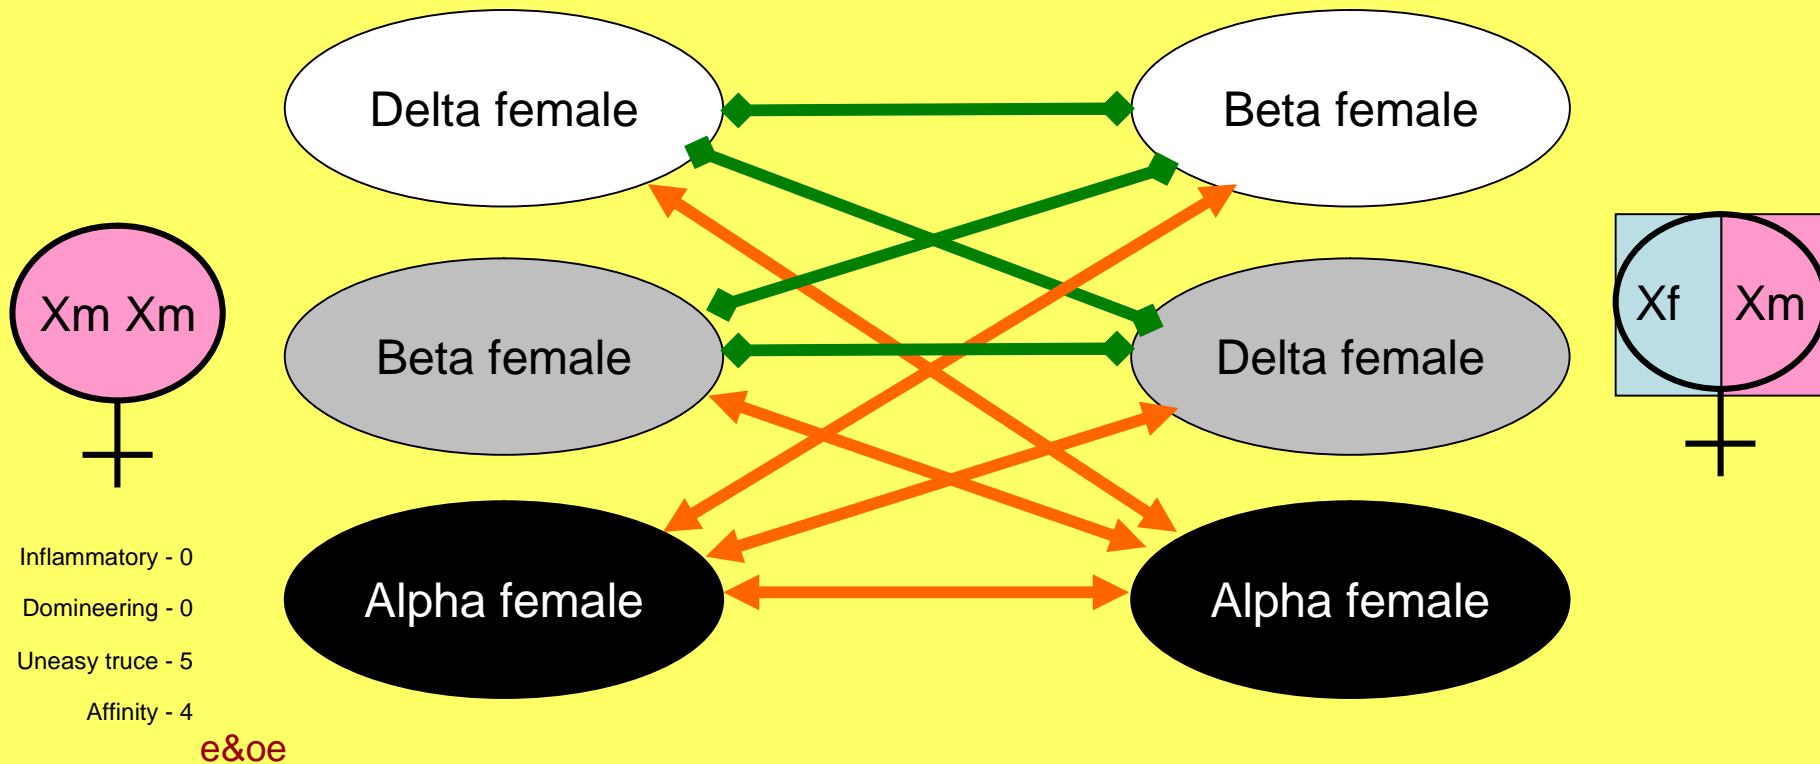 Delta female
Beta female
Xm Xm
Beta female
Delta female
Xf Xm
Alpha female
Alpha female
Inflammatory - 0
Domineering - 0
Uneasy truce - 5
Affinity - 4
e&oe